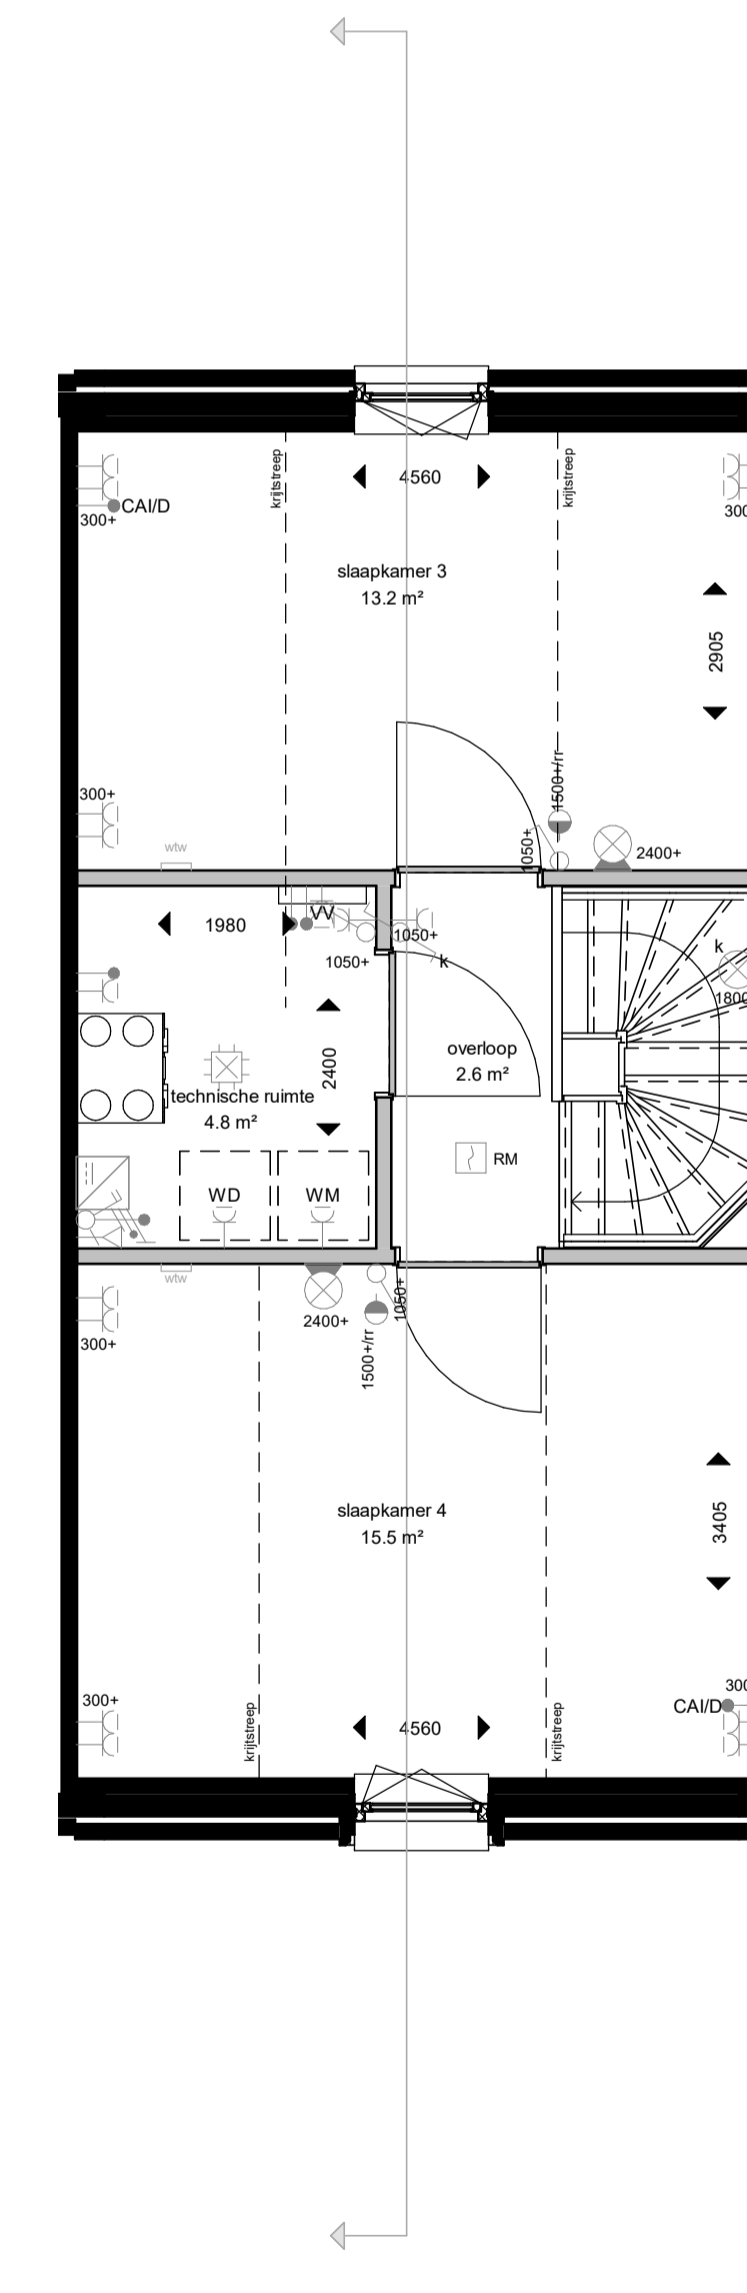 krijtstreep
krijtstreep
4560
CAI/D
300+
300
slaapkamer 3
13.2 m²
2905
300+
1500+/rr
1050+
wtw
2400+
VV
1980
1050+
1050+
k
k
1800
2400
overloop
2.6 m²
technische ruimte
4.8 m²
RM
WD
WM
wtw
1050+
2400+
300+
1500+/rr
slaapkamer 4
15.5 m²
3405
300+
300
CAI/D
krijtstreep
krijtstreep
4560